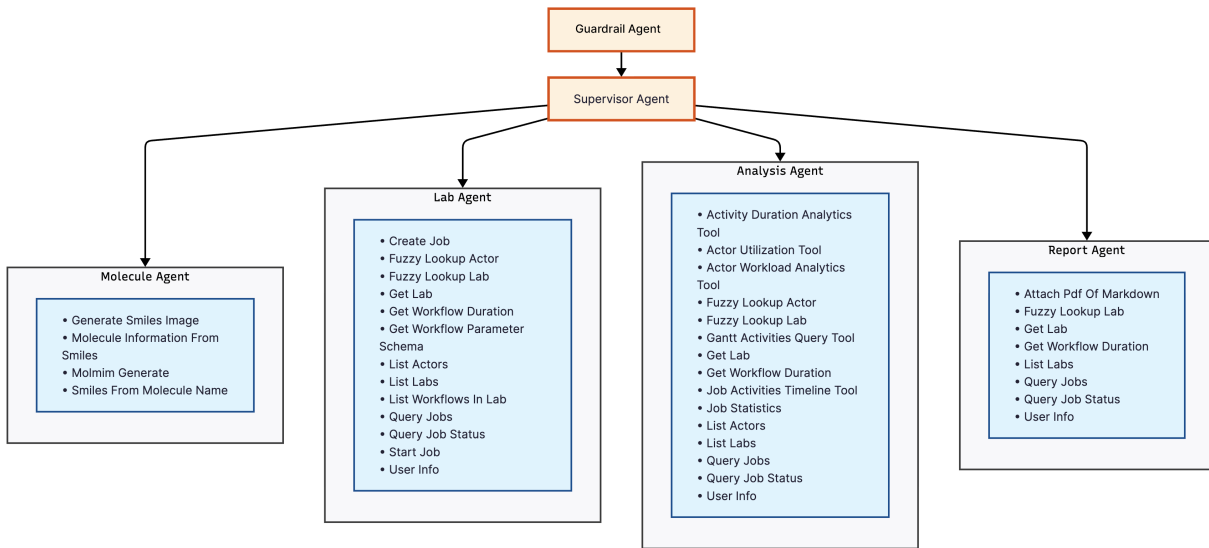 Guardrail Agent
Supervisor Agent
Molecule Agent
• Generate Smiles Image
• Molecule Information From
Smiles
• Molmim Generate
• Smiles From Molecule Name
Lab Agent
• Create Job
• Fuzzy Lookup Actor
• Fuzzy Lookup Lab
• Get Lab
• Get Workflow Duration
• Get Workflow Parameter
Schema
• List Actors
• List Labs
• List Workflows In Lab
• Query Jobs
• Query Job Status
• Start Job
• User Info
Analysis Agent
• Activity Duration Analytics
Tool
• Actor Utilization Tool
• Actor Workload Analytics
Tool
• Fuzzy Lookup Actor
• Fuzzy Lookup Lab
• Gantt Activities Query Tool
• Get Lab
• Get Workflow Duration
• Job Activities Timeline Tool
• Job Statistics
• List Actors
• List Labs
• Query Jobs
• Query Job Status
• User Info
Report Agent
• Attach Pdf Of Markdown
• Fuzzy Lookup Lab
• Get Lab
• Get Workflow Duration
• List Labs
• Query Jobs
• Query Job Status
• User Info